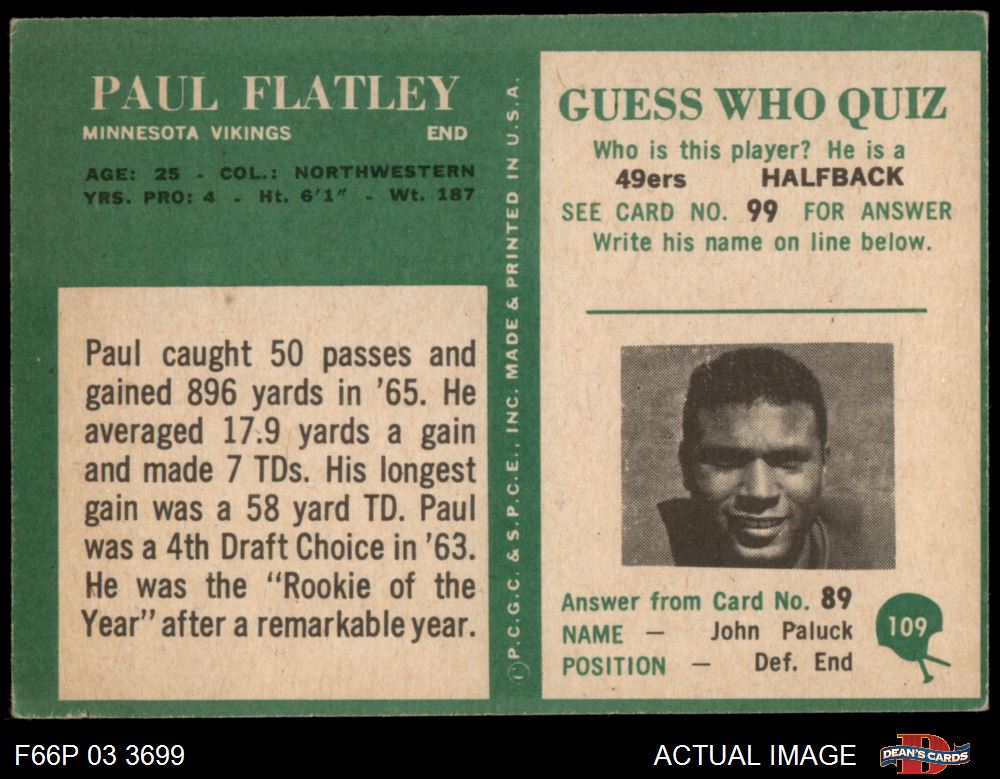 PAUL FLATLEY
MINNESOTA VIKINGS END
AGE: 25 - COL.: NORTHWESTERN
YRS. PRO: 4 - Ht. 6'1" - Wt. 187
Paul caught 50 passes and
gained 896 yards in '65. He
averaged 17.9 yards a gain
and made 7 TDs. His longest
gain was a 58 yard TD. Paul
was a 4th Draft Choice in '63.
He was the "Rookie of the
Year" after a remarkable year.
©P.C.G.C. & S.P.C.E., INC. MADE & PRINTED IN U.S.A.
GUESS WHO QUIZ
Who is this player? He is a
49ers HALFBACK
SEE CARD NO. 99 FOR ANSWER
Write his name on line below.
Answer from Card No. 89
NAME — John Paluck
POSITION — Def. End
109
F66P 03 3699
ACTUAL IMAGE
DEAN'S CARDS